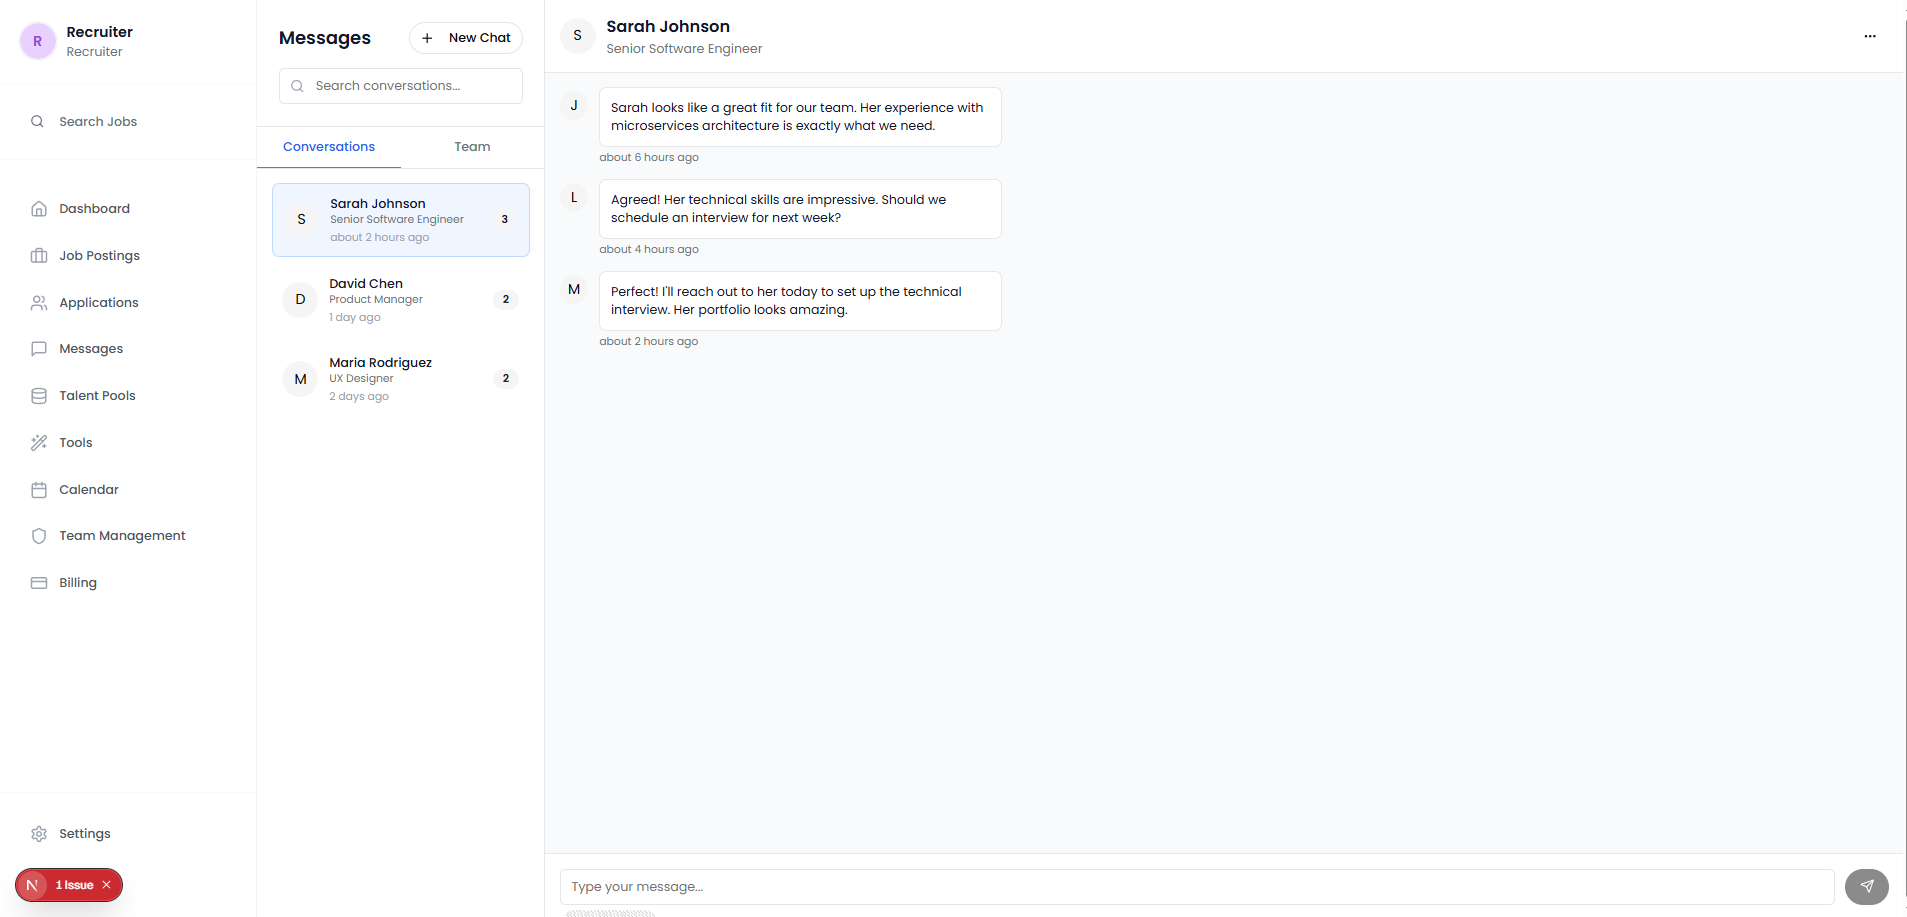 R
Recruiter
Recruiter
Search Jobs
Dashboard
Job Postings
Applications
Messages
Talent Pools
Tools
Calendar
Team Management
Billing
Settings
N
1 Issue
Messages
+ New Chat
Search conversations...
Conversations
Team
S
Sarah Johnson
Senior Software Engineer
about 2 hours ago
3
D
David Chen
Product Manager
1 day ago
2
M
Maria Rodriguez
UX Designer
2 days ago
2
S
Sarah Johnson
Senior Software Engineer
J
Sarah looks like a great fit for our team. Her experience with
microservices architecture is exactly what we need.
about 6 hours ago
L
Agreed! Her technical skills are impressive. Should we
schedule an interview for next week?
about 4 hours ago
M
Perfect! I'll reach out to her today to set up the technical
interview. Her portfolio looks amazing.
about 2 hours ago
Type your message...